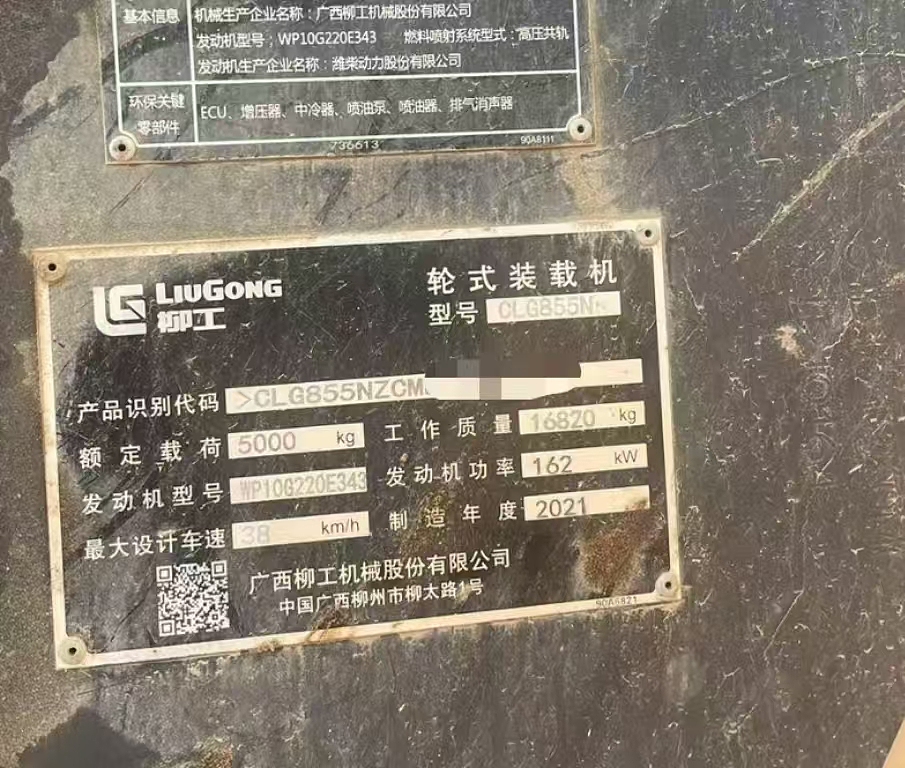 基本信息
机械生产企业名称：广西柳工机械股份有限公司
发动机型号：WP10G220E343 燃料喷射系统型式：高压共轨
发动机生产企业名称：潍柴动力股份有限公司
环保关键零部件
ECU、增压器、中冷器、喷油泵、喷油器、排气消声器
736613
90A8111
LIUGONG
柳工
轮式装载机
型号 CLG855N
产品识别代码 >CLG855NZCM
额定载荷 5000 kg 工作质量 16820 kg
发动机型号 WP10G220E343 发动机功率 162 kW
最大设计车速 38 km/h 制造年度 2021
广西柳工机械股份有限公司
中国广西柳州市柳太路1号
90A6821